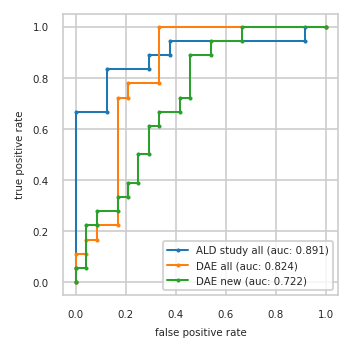 1.0
0.8
0.6
0.4
0.2
0.0
true positive rate
ALD study all (auc: 0.891)
DAE all (auc: 0.824)
DAE new (auc: 0.722)
0.0 0.2 0.4 0.6 0.8 1.0
false positive rate